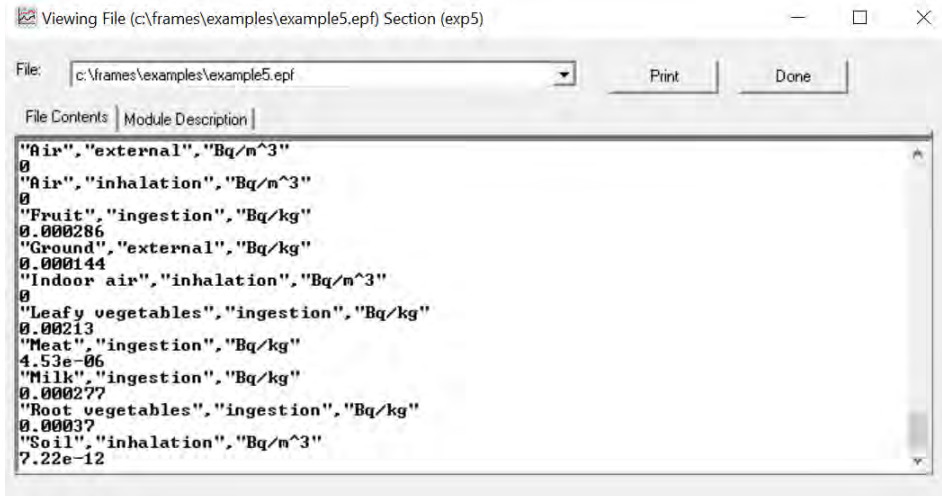 Viewing File (c:\frames\examples\example5.epf) Section (exp5)
File: c:\frames\examples\example5.epf Print Done
File Contents Module Description
"Air","external","Bq/m^3"
0
"Air","inhalation","Bq/m^3"
0
"Fruit","ingestion","Bq/kg"
0.000286
"Ground","external","Bq/kg"
0.000144
"Indoor air","inhalation","Bq/m^3"
0
"Leafy vegetables","ingestion","Bq/kg"
0.00213
"Meat","ingestion","Bq/kg"
4.53e-06
"Milk","ingestion","Bq/kg"
0.000277
"Root vegetables","ingestion","Bq/kg"
0.00037
"Soil","inhalation","Bq/m^3"
7.22e-12